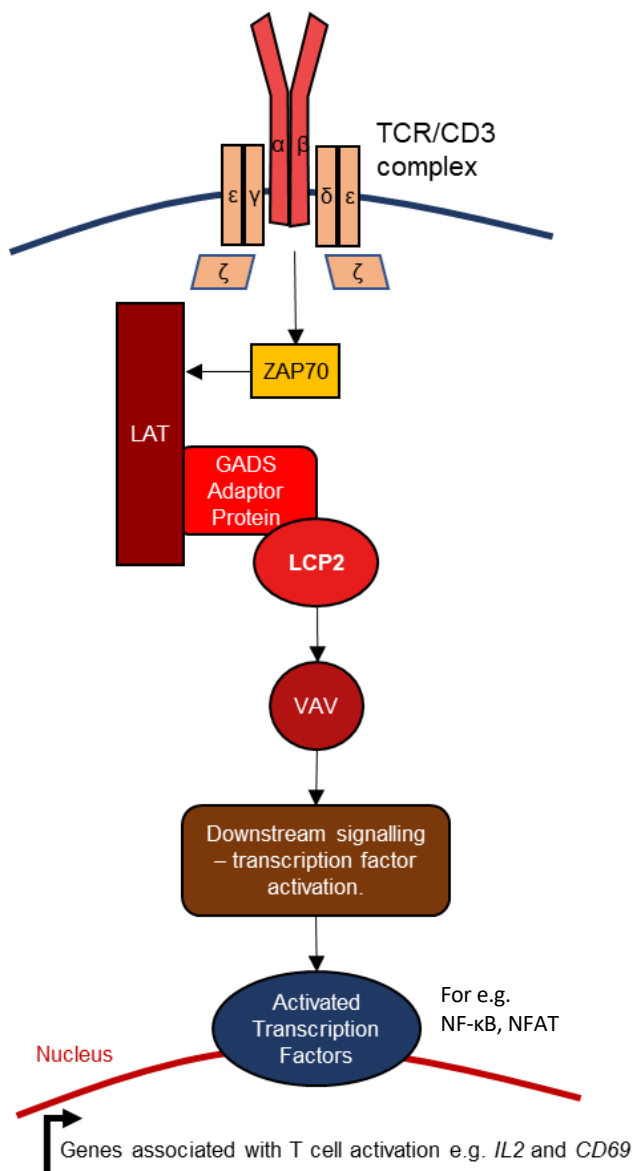 TCR/CD3
complex
α β
ε γ
δ ε
ζ
ζ
ZAP70
LAT
GADS
Adaptor
Protein
LCP2
VAV
Downstream signalling
– transcription factor
activation.
Activated
Transcription
Factors
For e.g.
NF-κB, NFAT
Nucleus
Genes associated with T cell activation e.g. IL2 and CD69